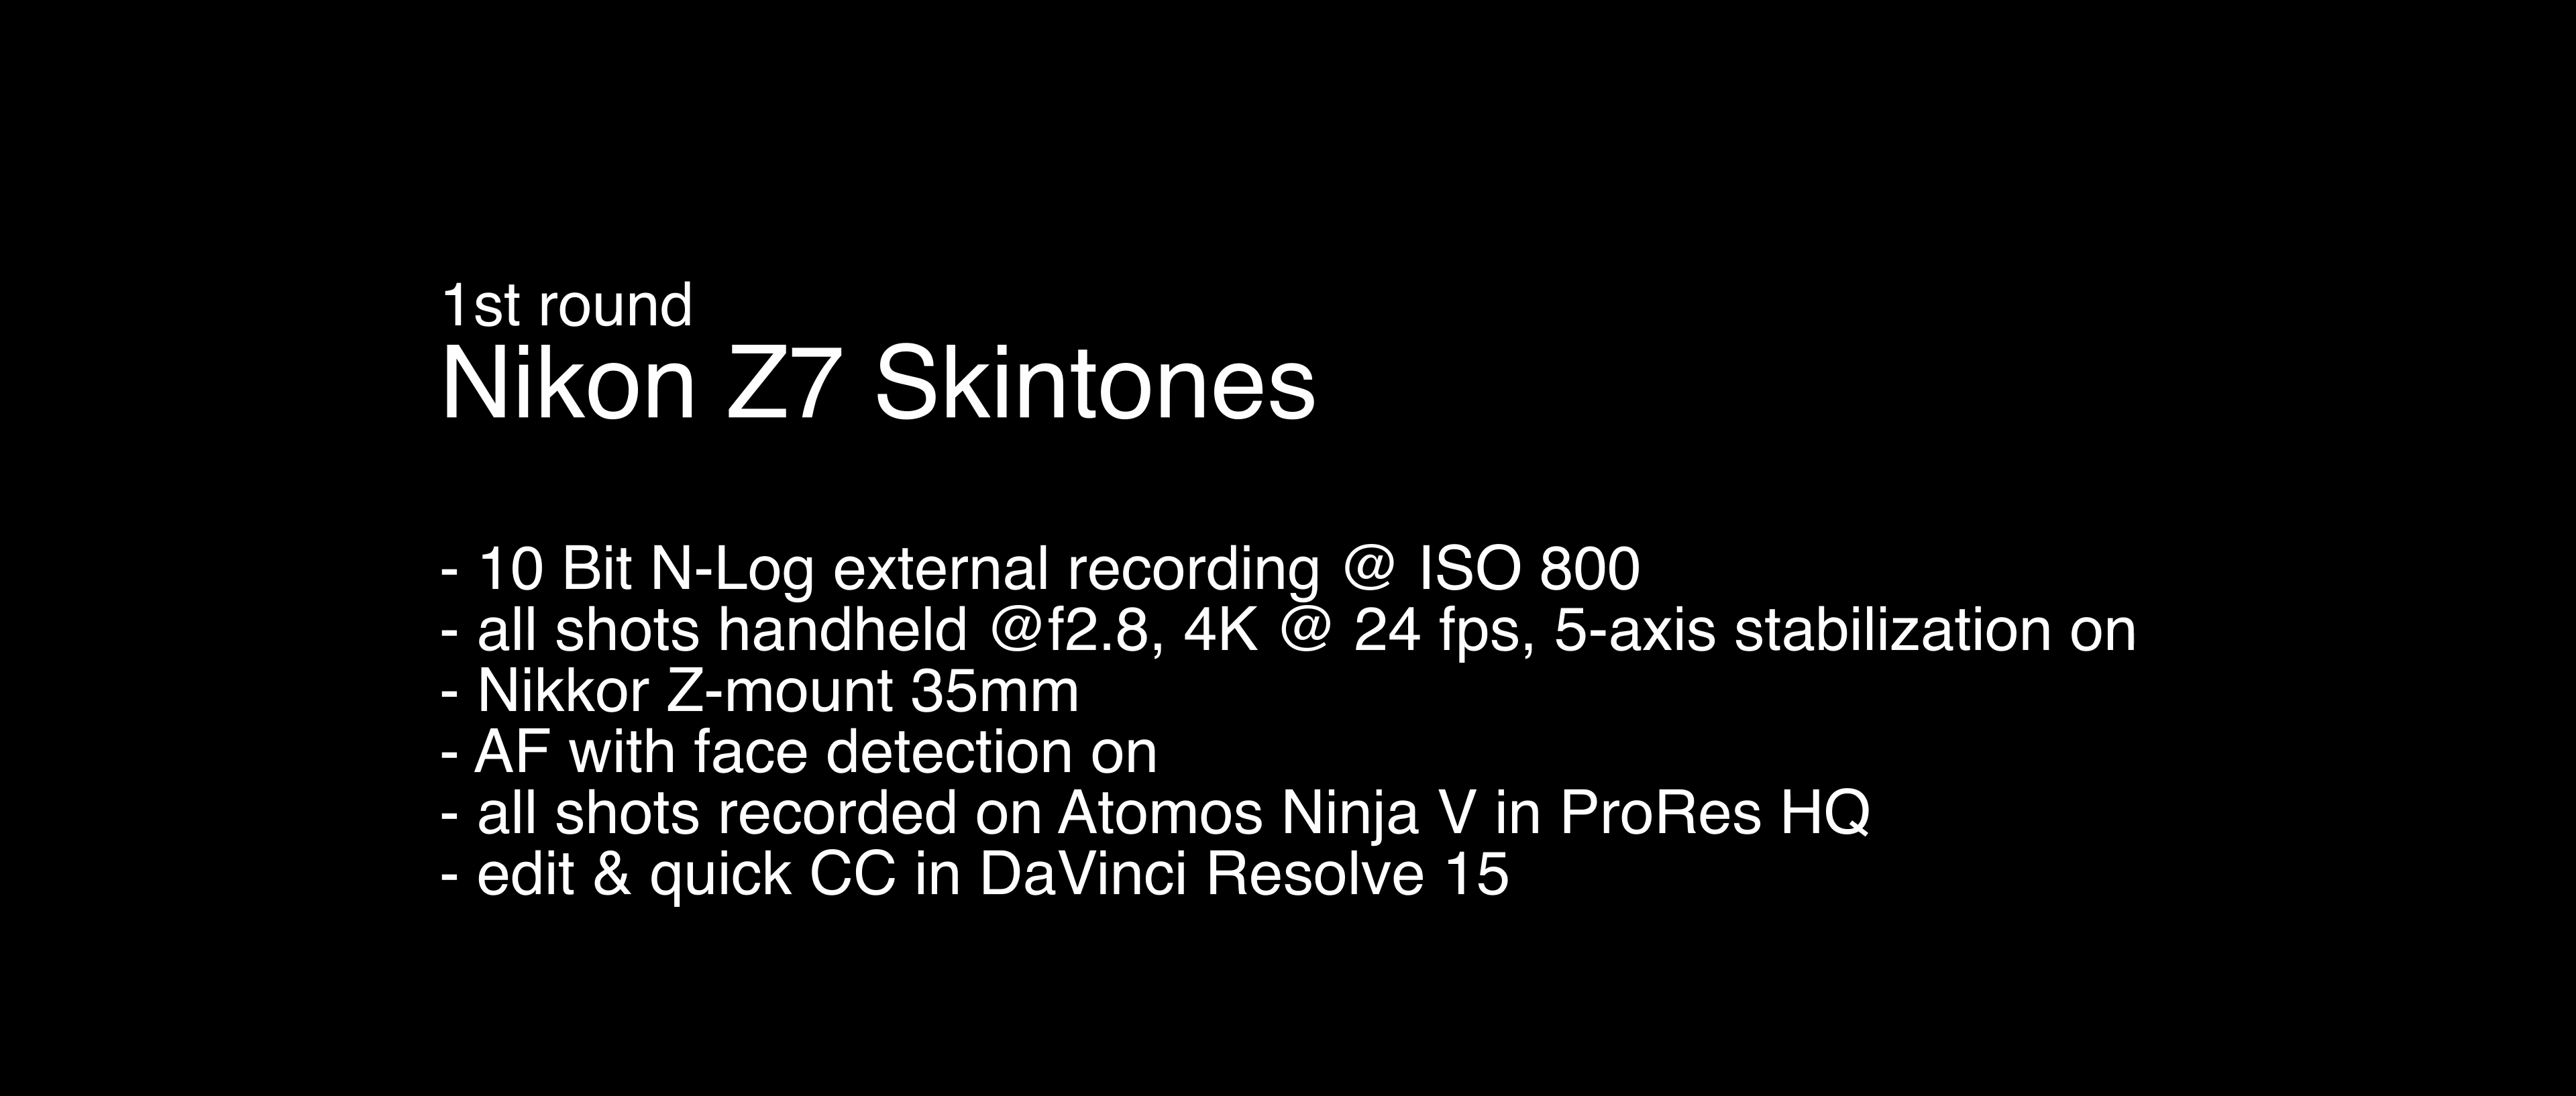 1st round
Nikon Z7 Skintones
- 10 Bit N-Log external recording @ ISO 800
- all shots handheld @f2.8, 4K @ 24 fps, 5-axis stabilization on
- Nikkor Z-mount 35mm
- AF with face detection on
- all shots recorded on Atomos Ninja V in ProRes HQ
- edit & quick CC in DaVinci Resolve 15